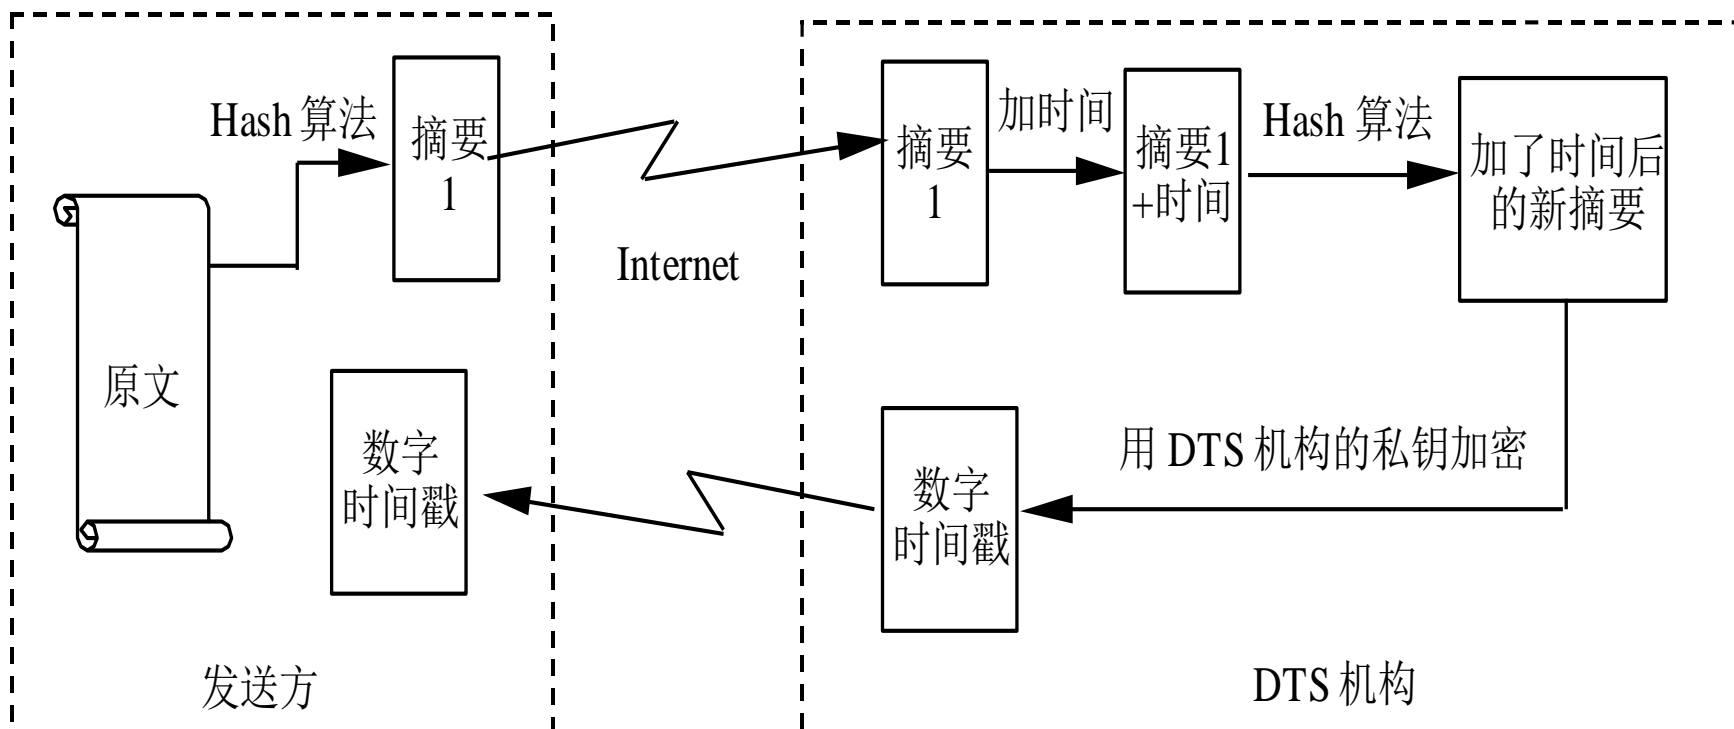 Hash 算法
摘要
1
Internet
摘要
1
加时间
摘要1
+时间
Hash 算法
加了时间后
的新摘要
原文
数字
时间戳
数字
时间戳
用 DTS 机构的私钥加密
发送方
DTS 机构